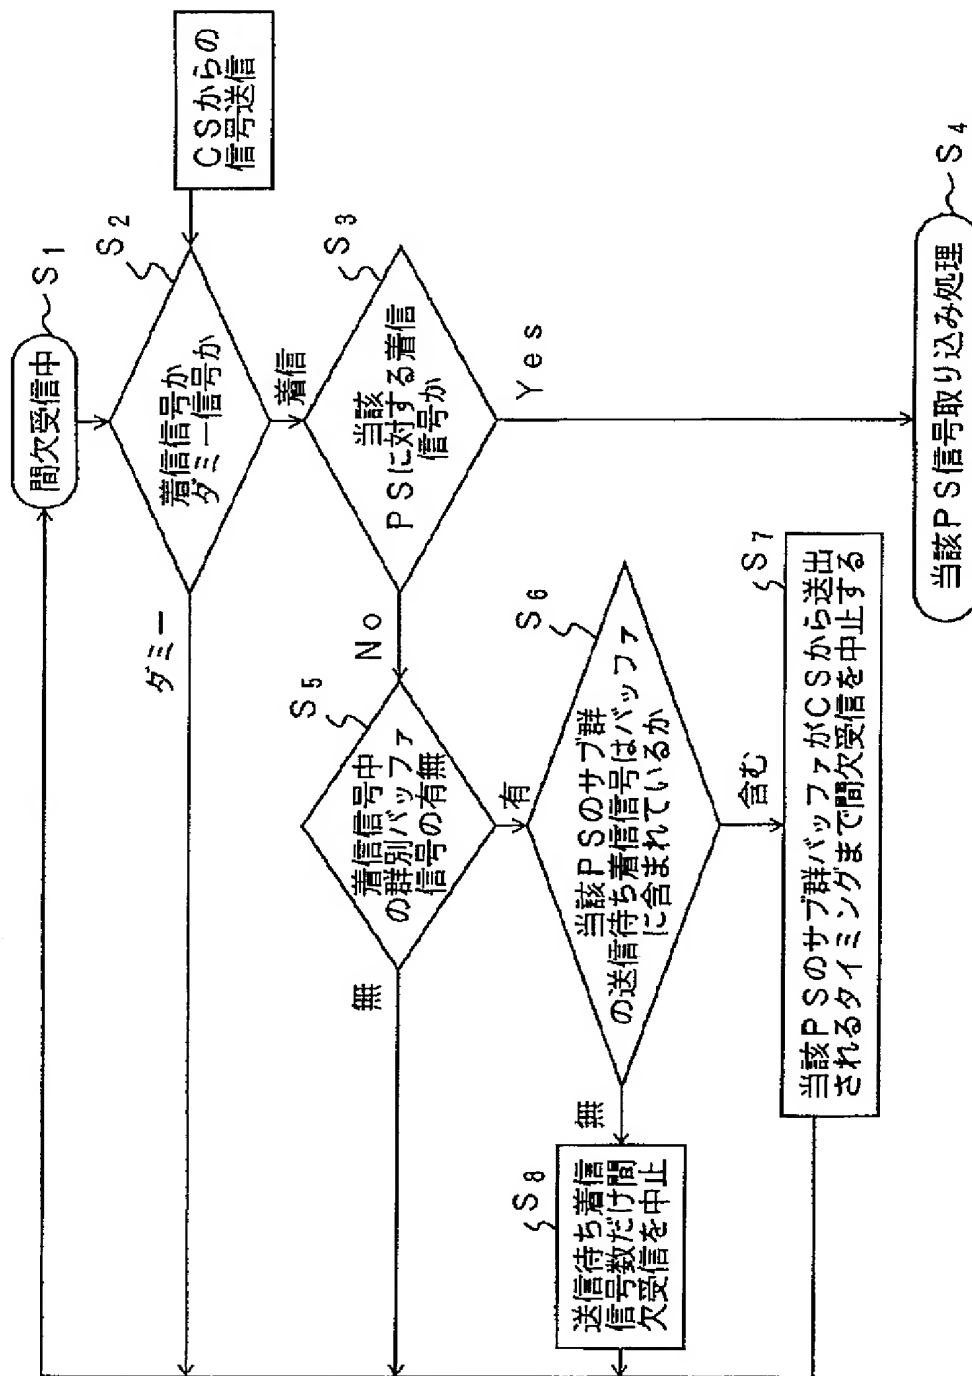 間欠受信中
S1
CSからの
信号送信
S2
着信信号か
ダミー信号か
ダミー
着信
S3
当該
PSに対する着信
信号か
Yes
S4
当該PS信号取り込み処理
No
S5
着信信号中
の群別バッファ
信号の有無
無
有
S6
当該PSのサブ群
の送信待ち着信信号はバッファ
に含まれているか
無
含む
S7
当該PSのサブ群バッファがCSから送出
されるタイミングまで間欠受信を中止する
S8
送信待ち着信
信号数だけ間
欠受信を中止